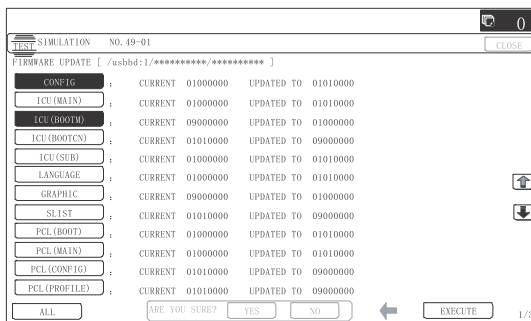 0
TEST SIMULATION NO. 49-01
CLOSE
FIRMWARE UPDATE [ /usbbd:1/**********/********** ]
CONFIG : CURRENT 01000000 UPDATED TO 01010000
ICU(MAIN) : CURRENT 01000000 UPDATED TO 01010000
ICU(BOOTM) : CURRENT 09000000 UPDATED TO 01000000
ICU(BOOTCN) : CURRENT 01010000 UPDATED TO 09000000
ICU(SUB) : CURRENT 01000000 UPDATED TO 01010000
LANGUAGE : CURRENT 01000000 UPDATED TO 01010000
GRAPHIC : CURRENT 09000000 UPDATED TO 01000000
SLIST : CURRENT 01010000 UPDATED TO 09000000
PCL(BOOT) : CURRENT 01000000 UPDATED TO 01010000
PCL(MAIN) : CURRENT 01000000 UPDATED TO 01010000
PCL(CONFIG) : CURRENT 01010000 UPDATED TO 09000000
PCL(PROFILE) : CURRENT 01010000 UPDATED TO 09000000
ALL ARE YOU SURE? YES NO EXECUTE